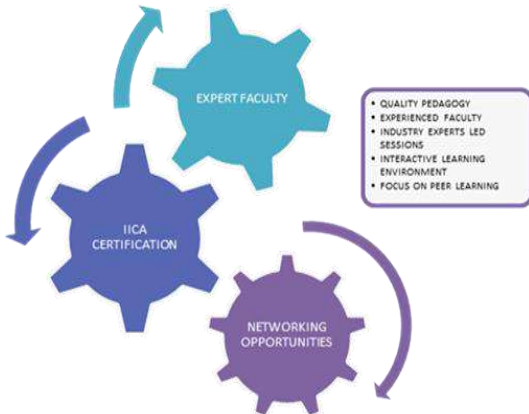 EXPERT FACULTY
• QUALITY PEDAGOGY
• EXPERIENCED FACULTY
• INDUSTRY EXPERTS LED
SESSIONS
• INTERACTIVE LEARNING
ENVIRONMENT
• FOCUS ON PEER LEARNING
IICA
CERTIFICATION
NETWORKING
OPPORTUNITIES